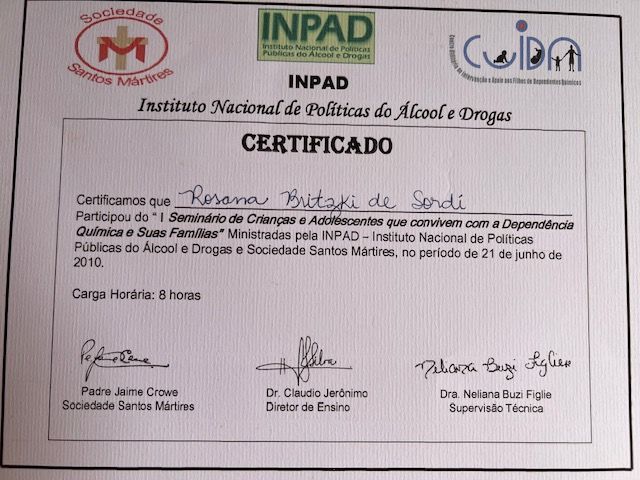 Sociedade
Santos Mártires
INPAD
Instituto Nacional de Políticas
Públicas do Álcool e Drogas
CUIDA
INPAD
Instituto Nacional de Políticas do Álcool e Drogas
CERTIFICADO
Certificamos que Rosana Britzki de Sordi
Participou do “ I Seminário de Crianças e Adolescentes que convivem com a Dependência
Química e Suas Famílias” Ministradas pela INPAD – Instituto Nacional de Políticas
Públicas do Álcool e Drogas e Sociedade Santos Mártires, no período de 21 de junho de
2010.
Carga Horária: 8 horas
Neliana Buzi Figlie
Padre Jaime Crowe
Sociedade Santos Mártires
Dr. Claudio Jerônimo
Diretor de Ensino
Dra. Neliana Buzi Figlie
Supervisão Técnica